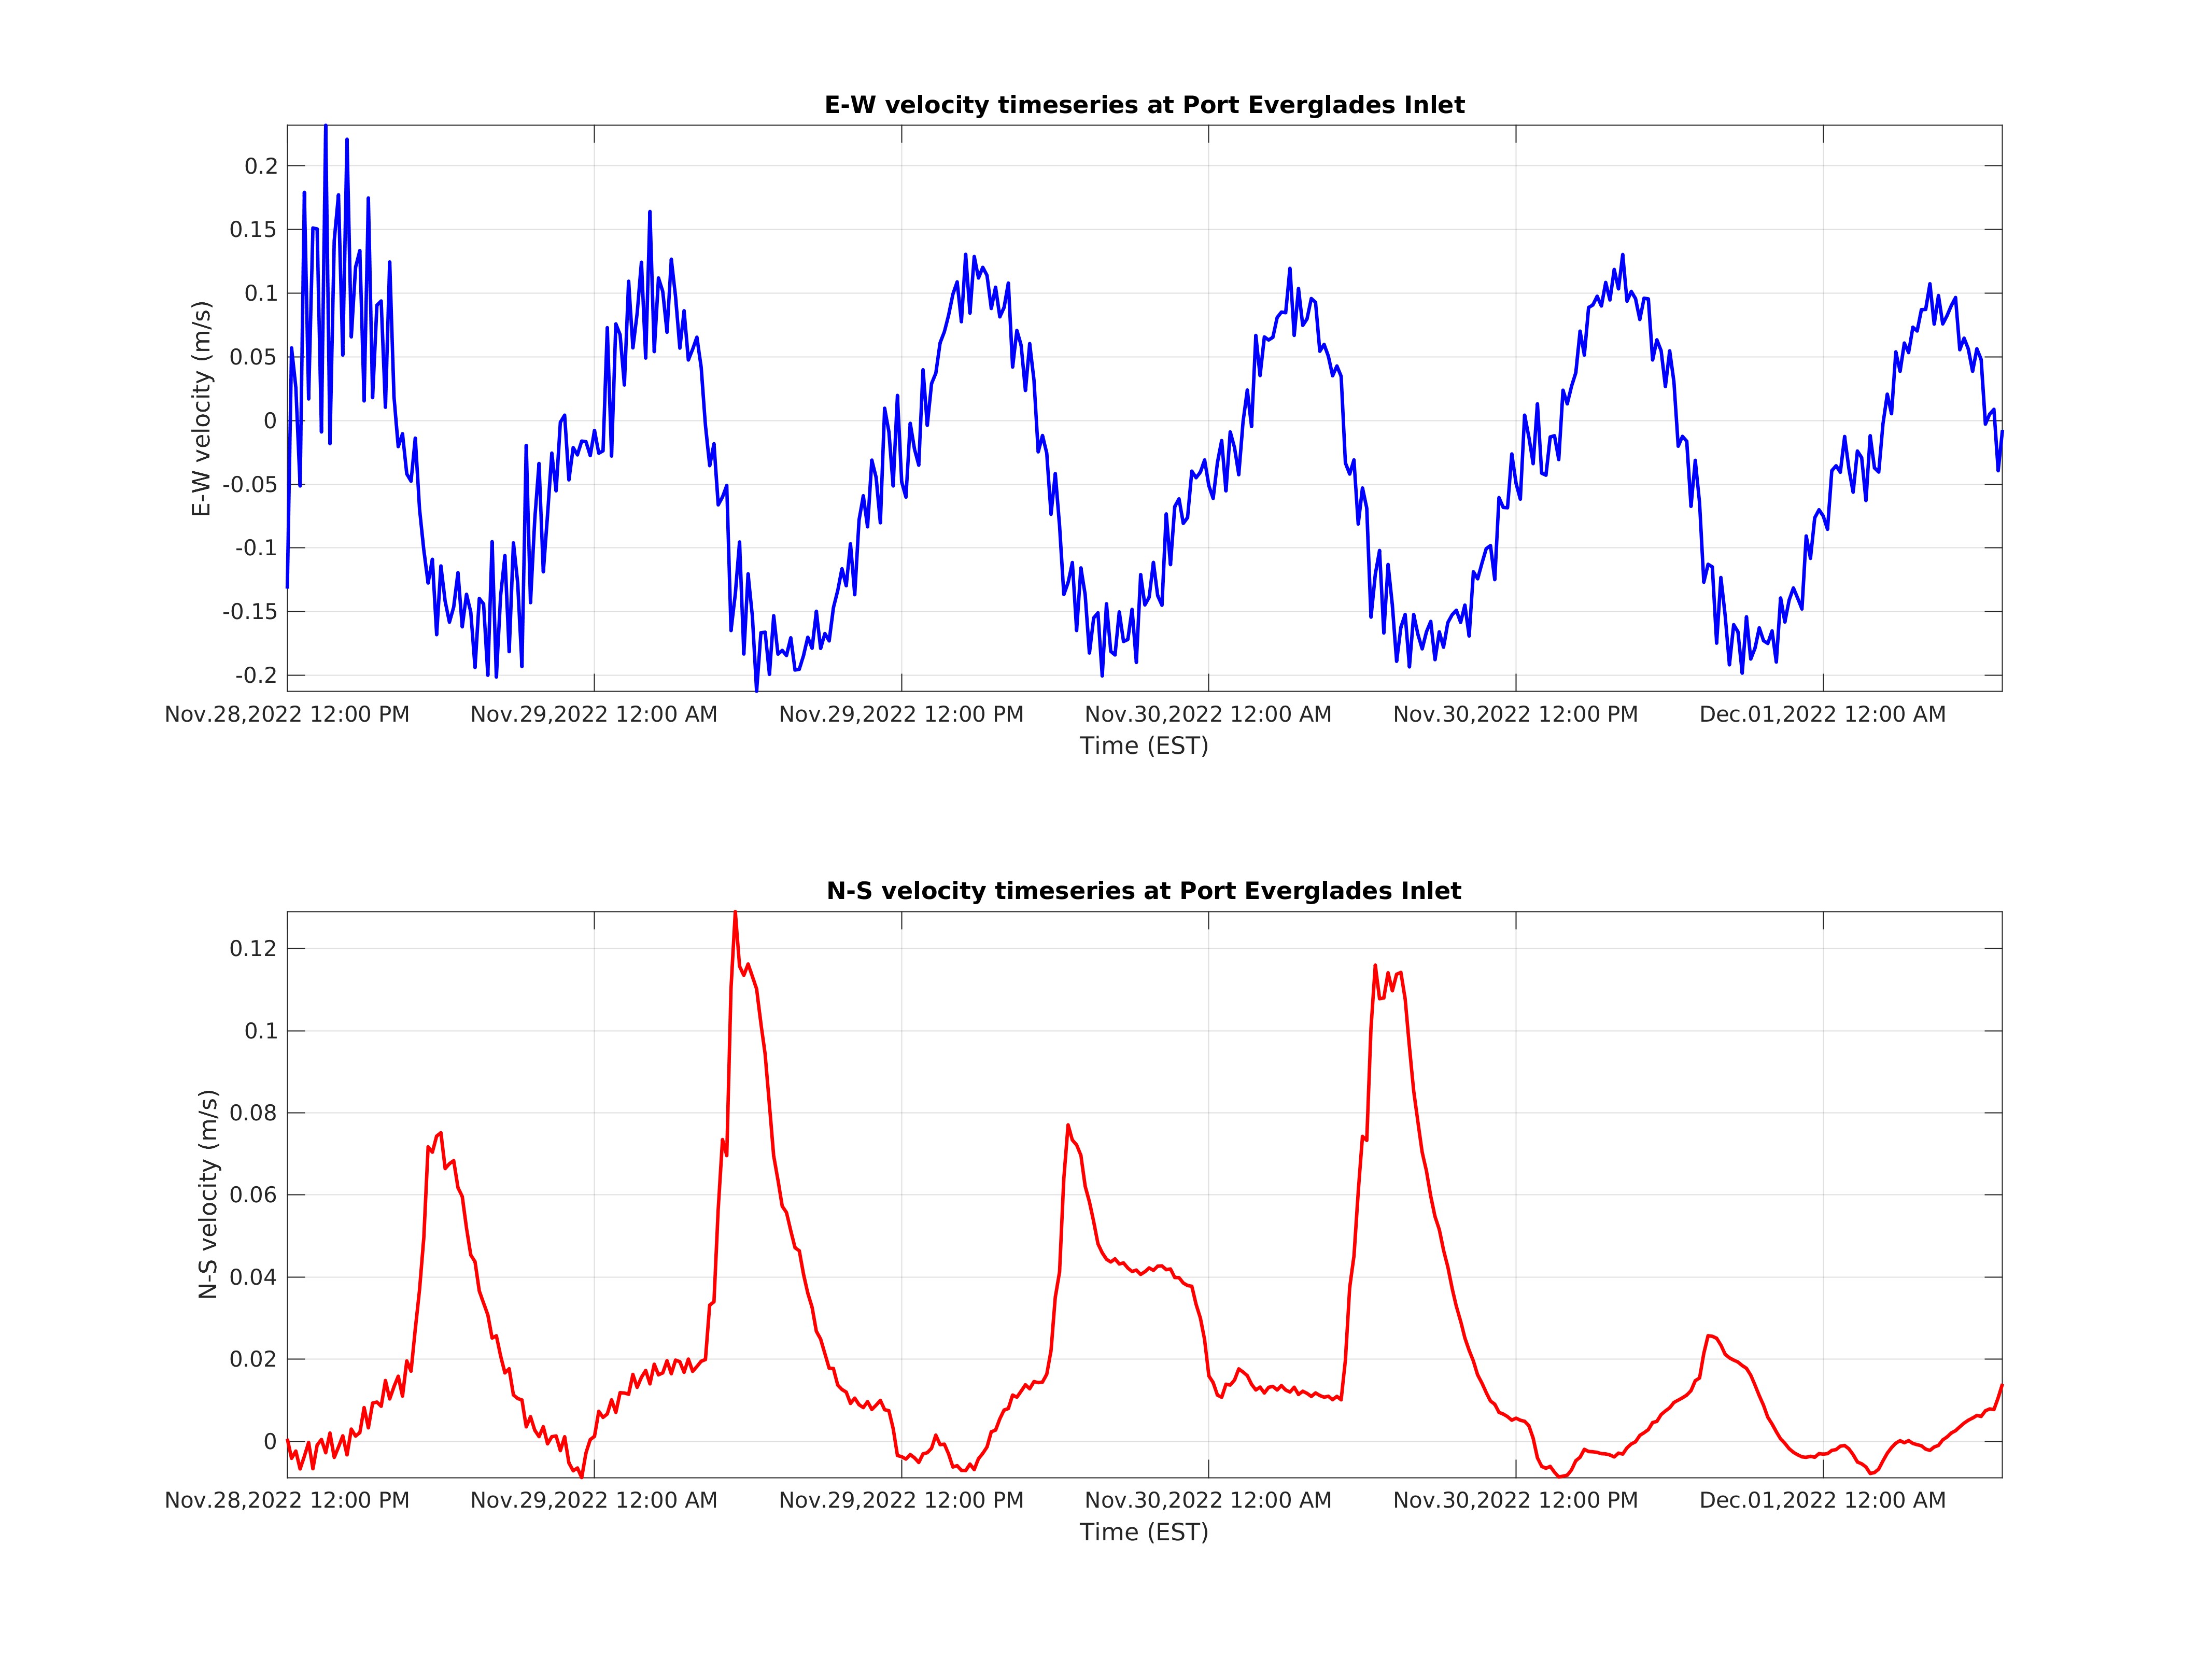 E-W velocity timeseries at Port Everglades Inlet
0.2
0.15
0.1
0.05
0
-0.05
-0.1
-0.15
-0.2
E-W velocity (m/s)
Nov.28,2022 12:00 PM Nov.29,2022 12:00 AM Nov.29,2022 12:00 PM Nov.30,2022 12:00 AM Nov.30,2022 12:00 PM Dec.01,2022 12:00 AM
Time (EST)
N-S velocity timeseries at Port Everglades Inlet
0.12
0.1
0.08
0.06
0.04
0.02
0
N-S velocity (m/s)
Nov.28,2022 12:00 PM Nov.29,2022 12:00 AM Nov.29,2022 12:00 PM Nov.30,2022 12:00 AM Nov.30,2022 12:00 PM Dec.01,2022 12:00 AM
Time (EST)